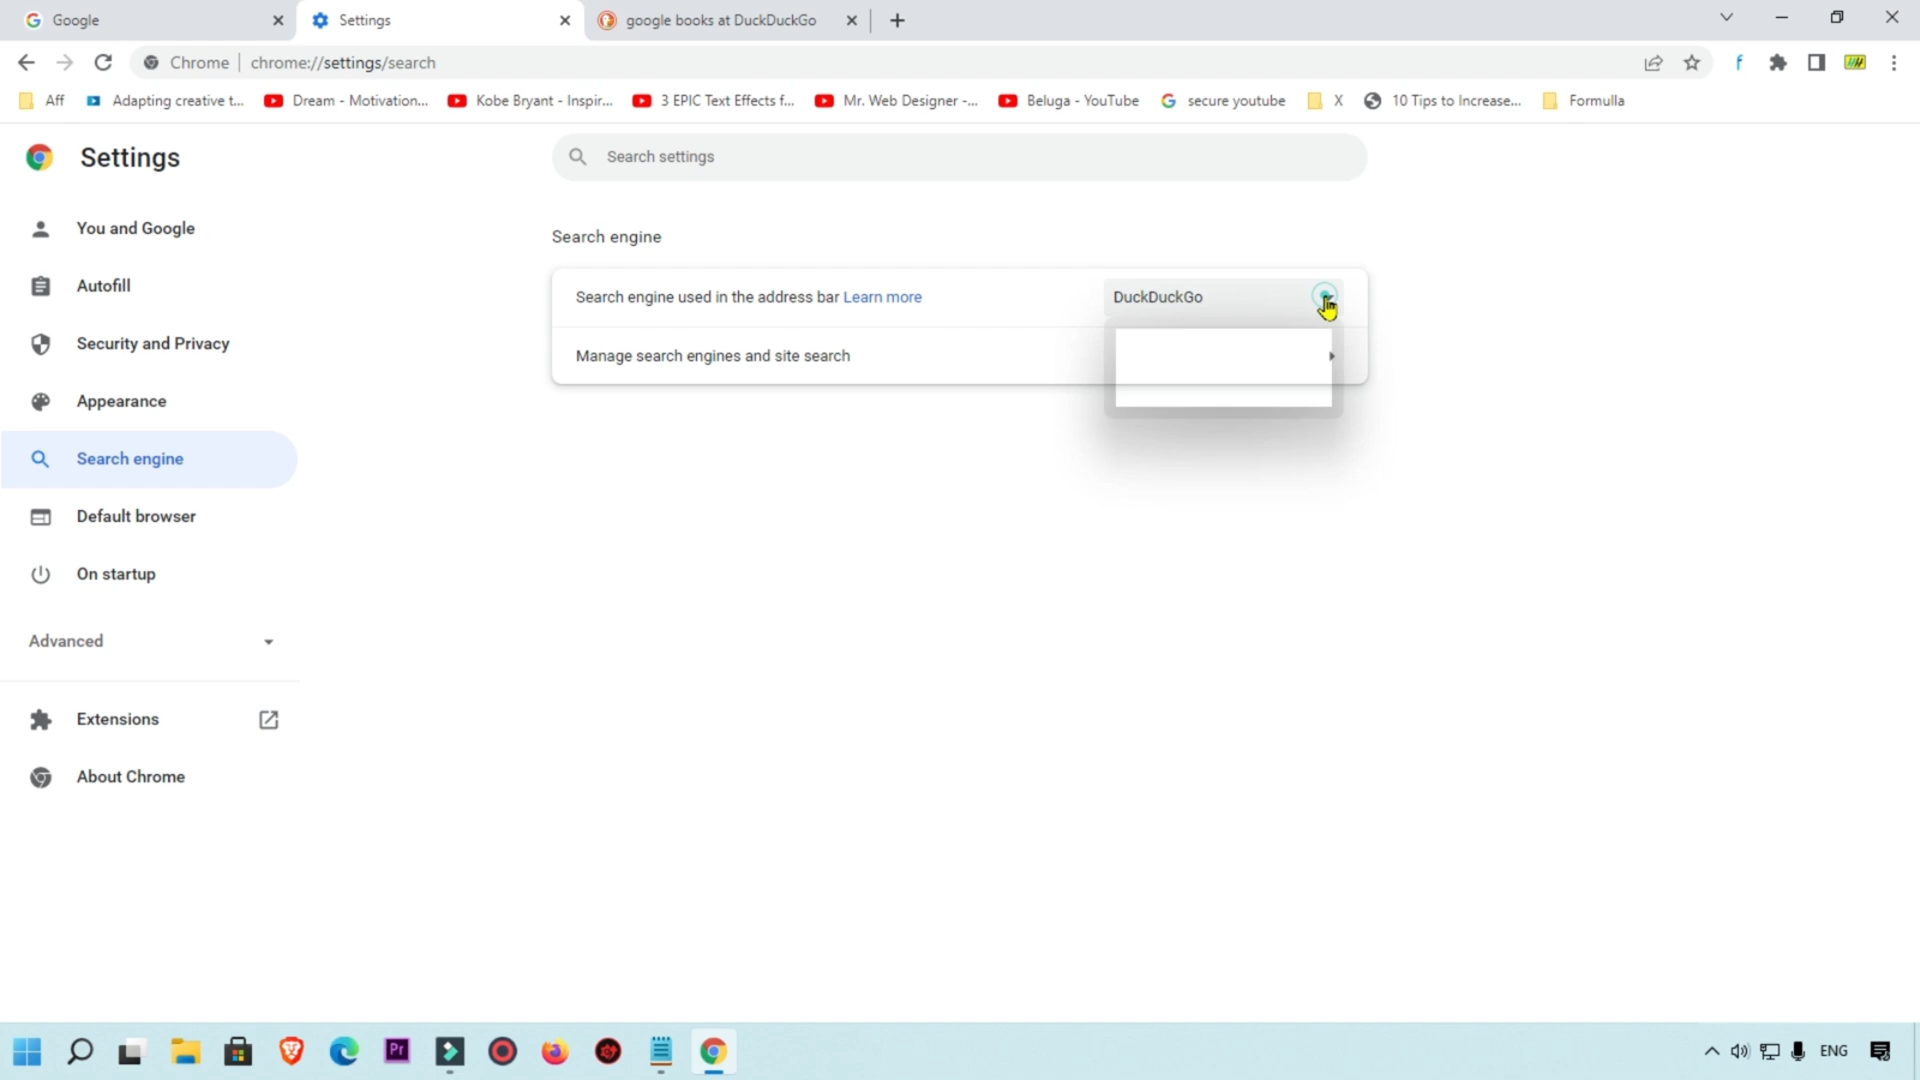 Google
Settings
google books at DuckDuckGo
Chrome
chrome://settings/search
Aff
Adapting creative t...
Dream - Motivation...
Kobe Bryant - Inspir...
3 EPIC Text Effects f...
Mr. Web Designer -...
Beluga - YouTube
secure youtube
X
10 Tips to Increase...
Formulla
Settings
Search settings
You and Google
Search engine
Autofill
Search engine used in the address bar Learn more
DuckDuckGo
Security and Privacy
Manage search engines and site search
Appearance
Search engine
Default browser
On startup
Advanced
Extensions
About Chrome
Pr
ENG